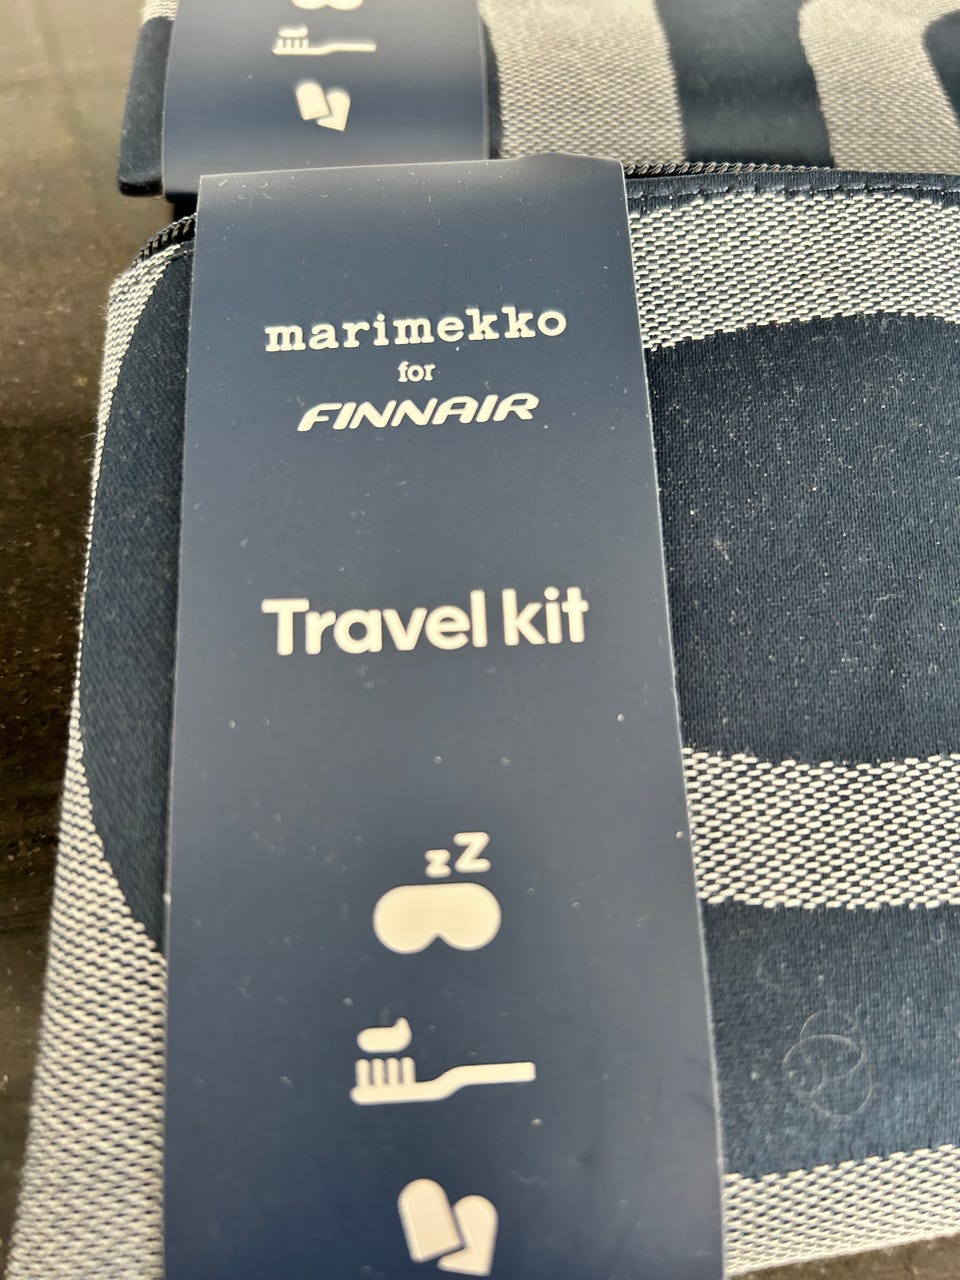 marimekko
for
FINNAIR
Travel kit
zZ